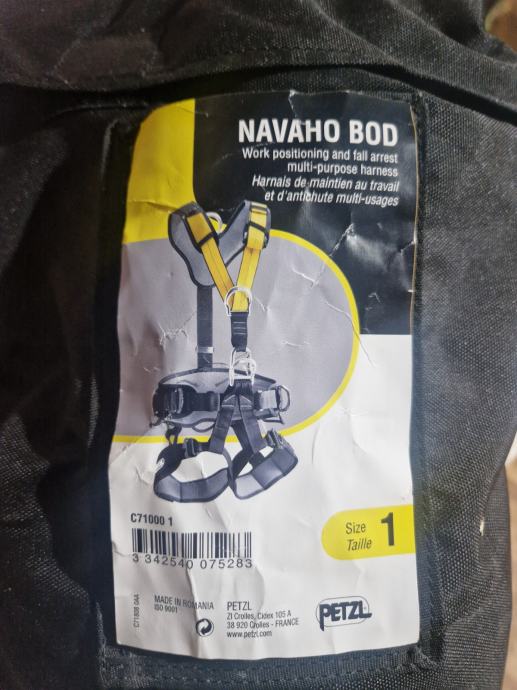 NAVAHO BOD
Work positioning and fall arrest
multi-purpose harness
Harnais de maintien au travail
et d'antichute multi-usages
C71000 1
3 342540 075283
Size
Taille
1
C71808 04A
MADE IN ROMANIA
ISO 9001
PETZL
ZI Crolles, Cidex 105 A
38 920 Crolles - FRANCE
www.petzl.com
PETZL